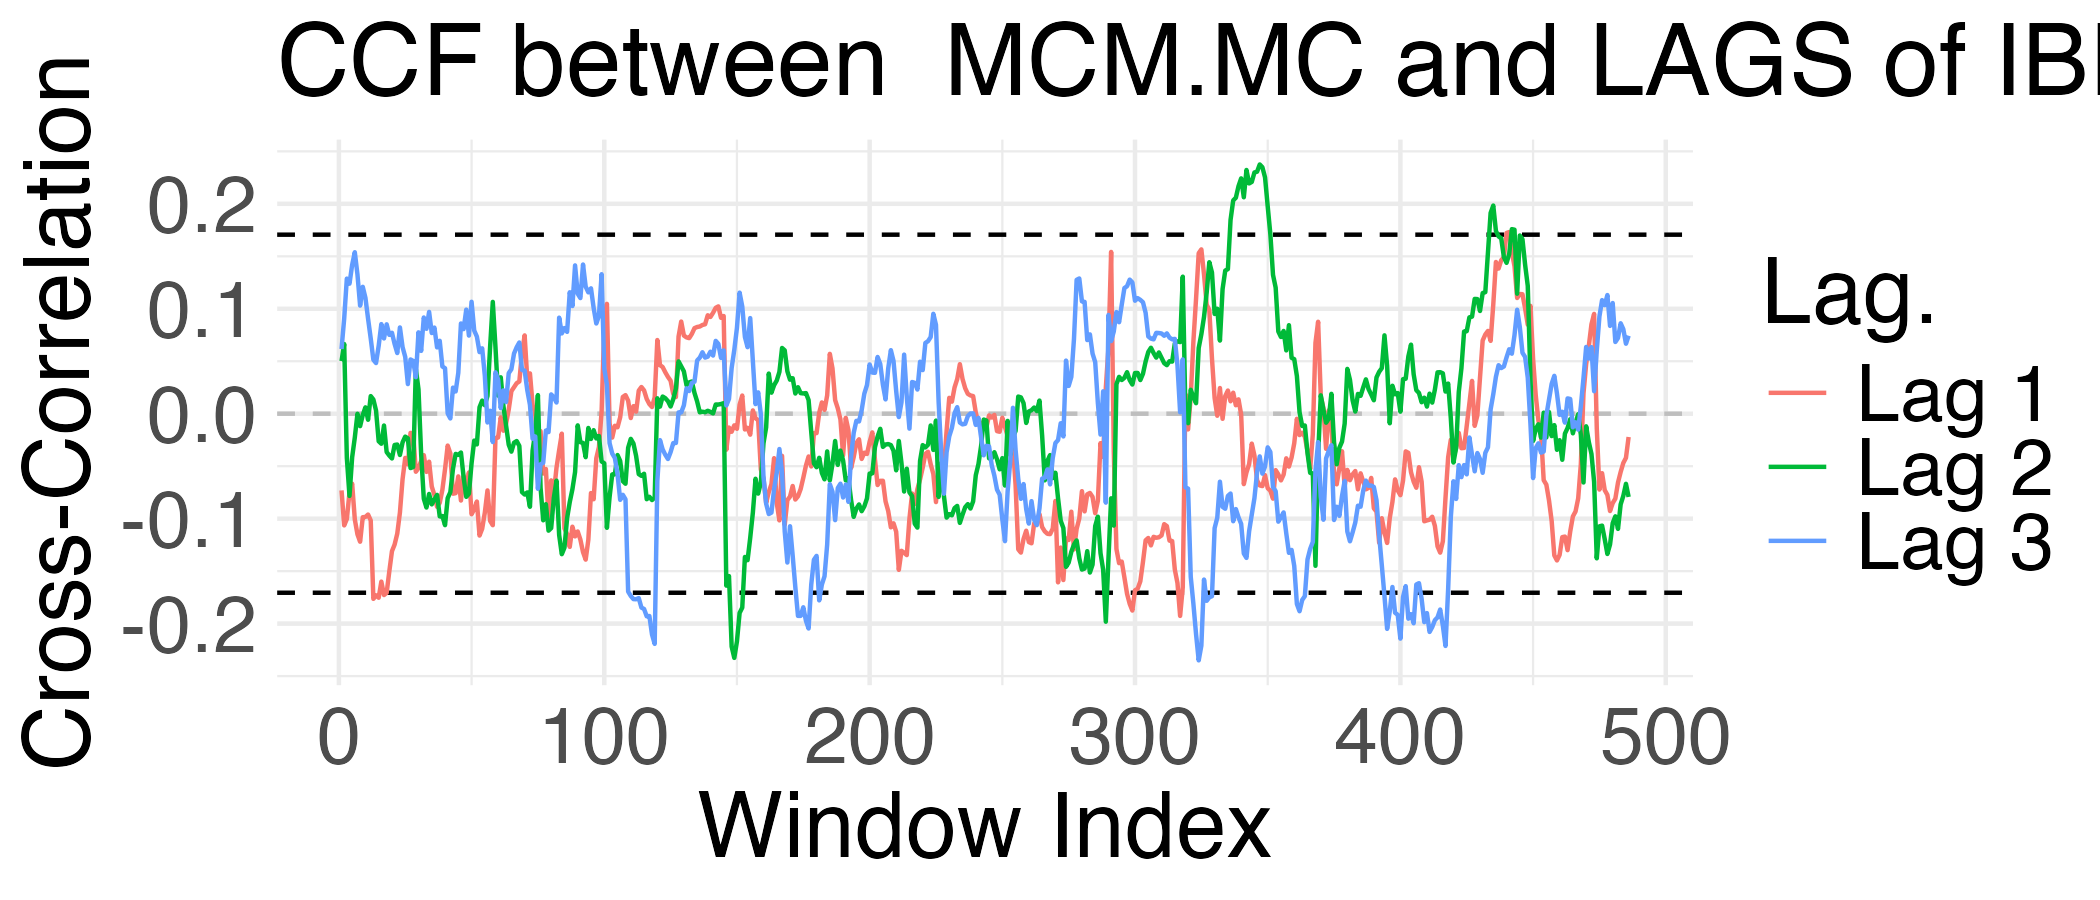 CCF between MCM.MC and LAGS of IB
Cross-Correlation
0.2
0.1
0.0
-0.1
-0.2
0 100 200 300 400 500
Window Index
Lag.
Lag 1
Lag 2
Lag 3